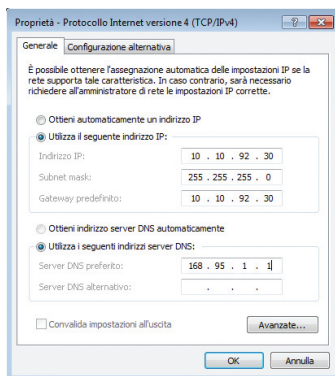 Proprietà - Protocollo Internet versione 4 (TCP/IPv4)
Generale Configurazione alternativa
È possibile ottenere l'assegnazione automatica delle impostazioni IP se la
rete supporta tale caratteristica. In caso contrario, sarà necessario
richiedere all'amministratore di rete le impostazioni IP corrette.
Ottieni automaticamente un indirizzo IP
Utilizza il seguente indirizzo IP:
Indirizzo IP: 10 . 10 . 92 . 30
Subnet mask: 255 . 255 . 255 . 0
Gateway predefinito: 10 . 10 . 92 . 30
Ottieni indirizzo server DNS automaticamente
Utilizza i seguenti indirizzi server DNS:
Server DNS preferito: 168 . 95 . 1 . 1
Server DNS alternativo: . . .
Convalida impostazioni all'uscita Avanzate...
OK Annulla